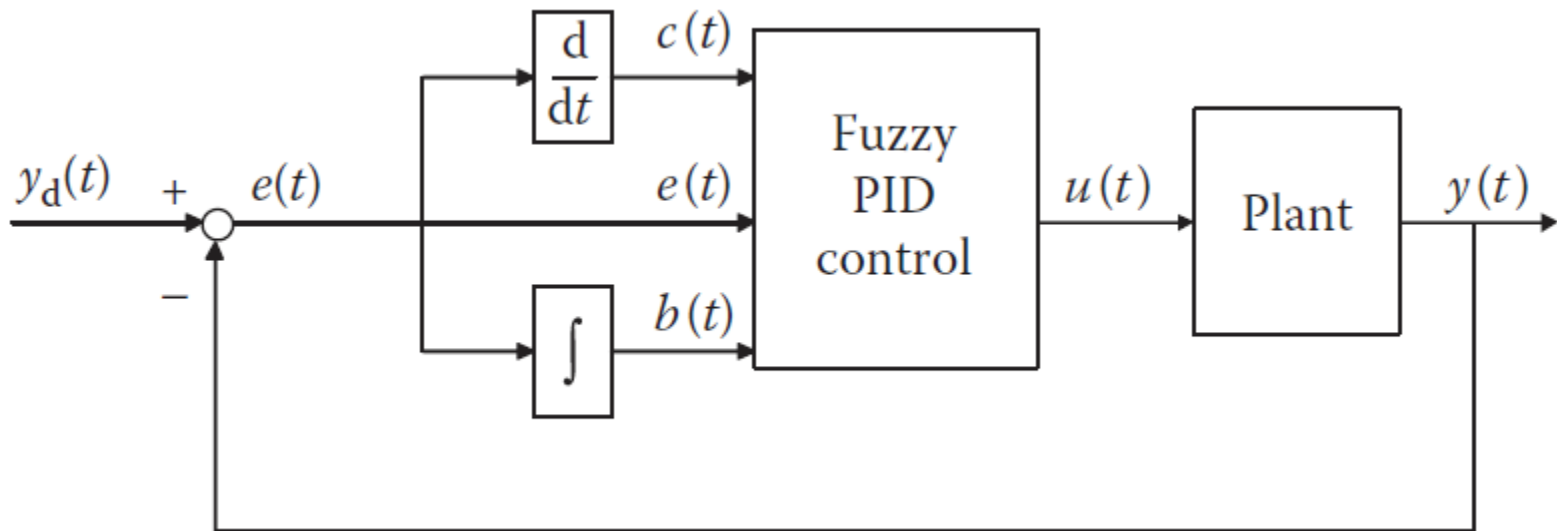 d
dt
c(t)
y_d(t)
+
e(t)
e(t)
−
∫
b(t)
Fuzzy
PID
control
u(t)
Plant
y(t)